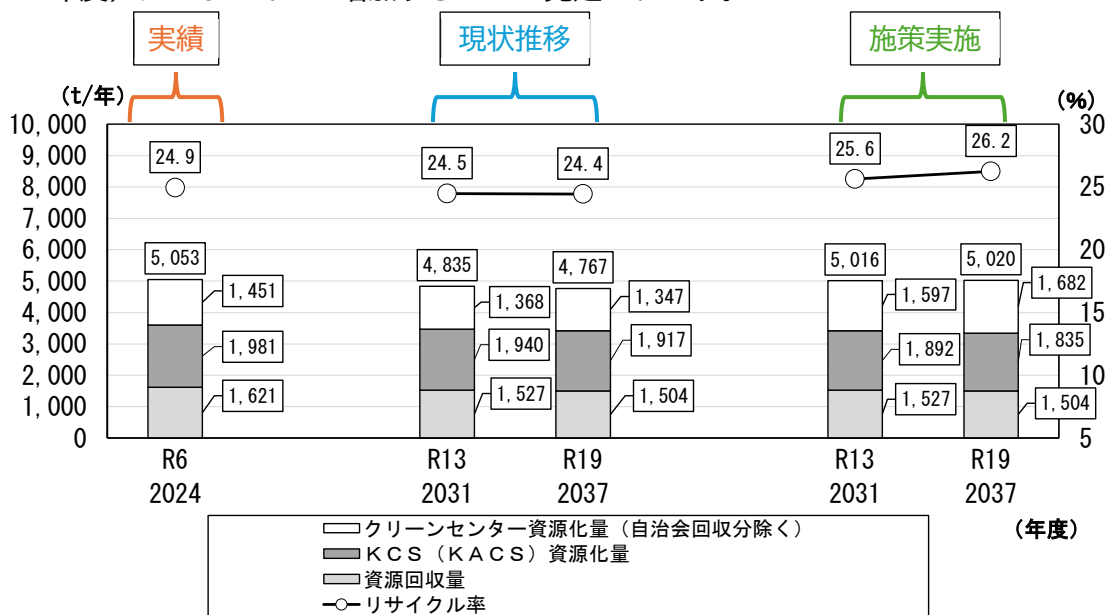 実績 現状推移 施策実施
(t/年) (%)
10,000 30
9,000
8,000 25
7,000
6,000 20
5,000
4,000 15
3,000
2,000 10
1,000
0 5
24.9 24.5 24.4 25.6 26.2
5,053 4,835 4,767 5,016 5,020
1,451 1,368 1,347 1,597 1,682
1,981 1,940 1,917 1,892 1,835
1,621 1,527 1,504 1,527 1,504
R6 R13 R19 R13 R19
2024 2031 2037 2031 2037
(年度)
クリーンセンター資源化量（自治会回収分除く）
ＫＣＳ（ＫＡＣＳ）資源化量
資源回収量
リサイクル率